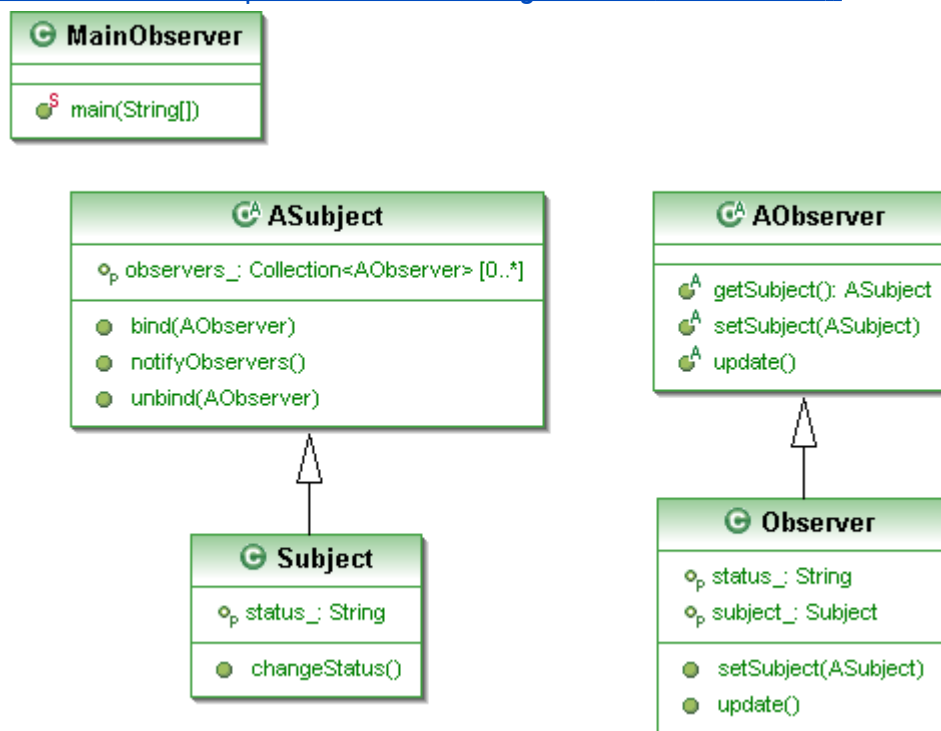 MainObserver
main(String[])
ASubject
observers_: Collection<AObserver> [0..*]
bind(AObserver)
notifyObservers()
unbind(AObserver)
AObserver
getSubject(): ASubject
setSubject(ASubject)
update()
Subject
status_: String
changeStatus()
Observer
status_: String
subject_: Subject
setSubject(ASubject)
update()